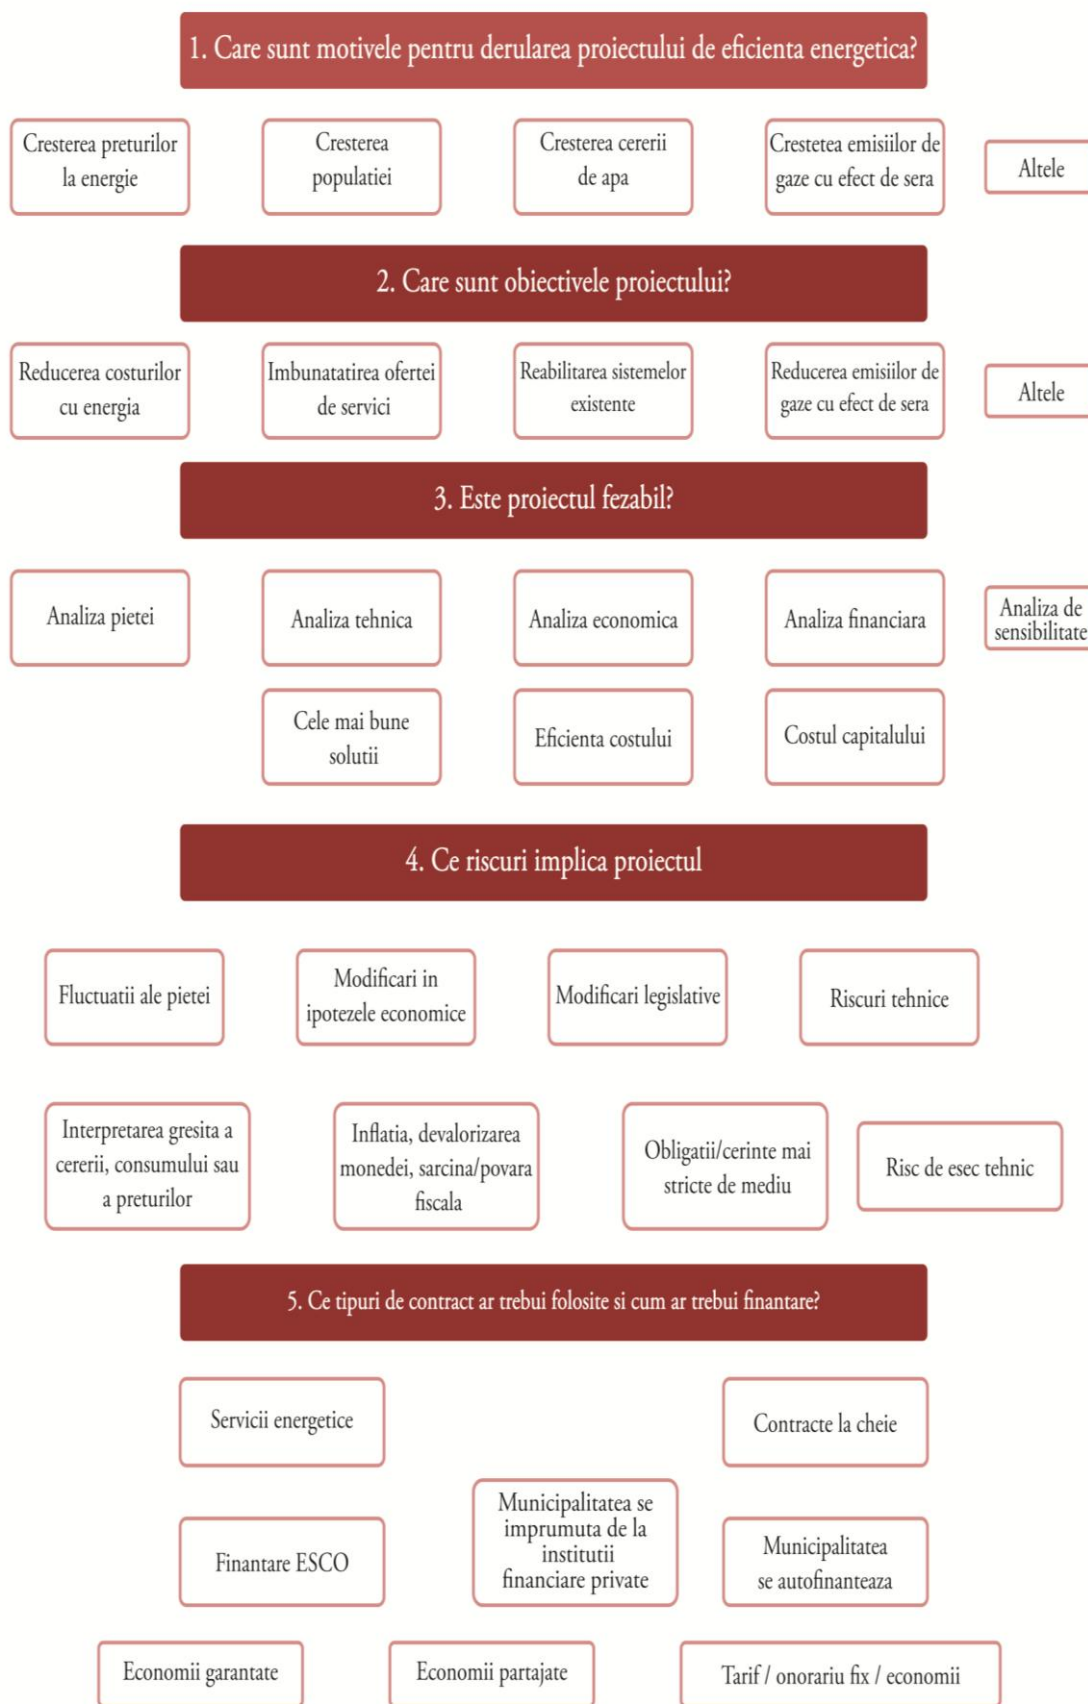 1. Care sunt motivele pentru derularea proiectului de eficienta energetica?
Cresterea preturilor
la energie
Cresterea
populatiei
Cresterea cererii
de apa
Crestetea emisiilor de
gaze cu efect de sera
Altele
2. Care sunt obiectivele proiectului?
Reducerea costurilor
cu energia
Imbunatatirea ofertei
de servici
Reabilitarea sistemelor
existente
Reducerea emisiilor de
gaze cu efect de sera
Altele
3. Este proiectul fezabil?
Analiza pietei
Analiza tehnica
Analiza economica
Analiza financiara
Analiza de
sensibilitate
Cele mai bune
solutii
Eficienta costului
Costul capitalului
4. Ce riscuri implica proiectul
Fluctuatii ale pietei
Modificari in
ipotezele economice
Modificari legislative
Riscuri tehnice
Interpretarea gresita a
cererii, consumului sau
a preturilor
Inflatia, devalorizarea
monedei, sarcina/povara
fiscala
Obligatii/cerinte mai
stricte de mediu
Risc de esec tehnic
5. Ce tipuri de contract ar trebui folosite si cum ar trebui finantare?
Servicii energetice
Contracte la cheie
Finantare ESCO
Municipalitatea se
imprumuta de la
institutii
financiare private
Municipalitatea
se autofinanteaza
Economii garantate
Economii partajate
Tarif / onorariu fix / economii